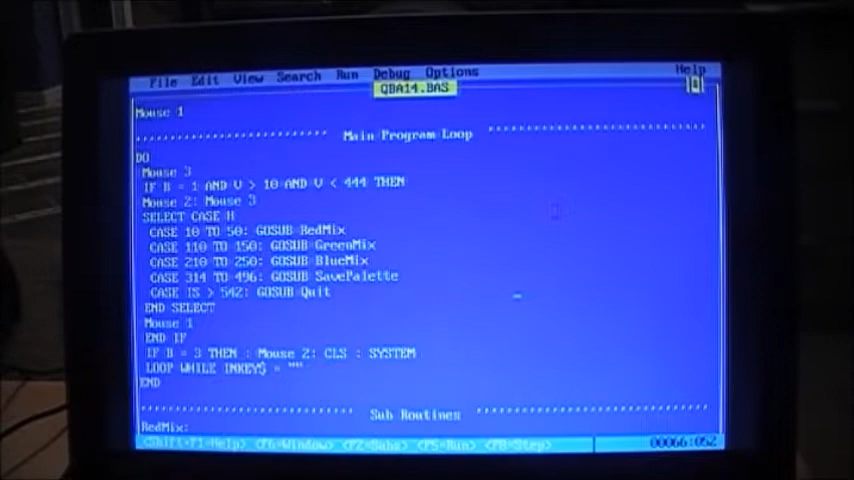 File Edit View Search Run Debug Options Help
QBA14.BAS
Mouse 1
Main Program Loop
DO
Mouse 3
IF B = 1 AND V > 10 AND V < 444 THEN
Mouse 2: Mouse 3
SELECT CASE H
CASE 10 TO 50: GOSUB RedMix
CASE 110 TO 150: GOSUB GreenMix
CASE 210 TO 250: GOSUB BlueMix
CASE 314 TO 496: GOSUB SavePalette
CASE IS > 542: GOSUB Quit
END SELECT
Mouse 1
END IF
IF B = 3 THEN : Mouse 2: CLS : SYSTEM
LOOP WHILE INKEY$ = ""
END
Sub Routines
RedMix:
<Shift+F1=Help> <F6=Window> <F2=Subs> <F5=Run> <F8=Step> 00066:052